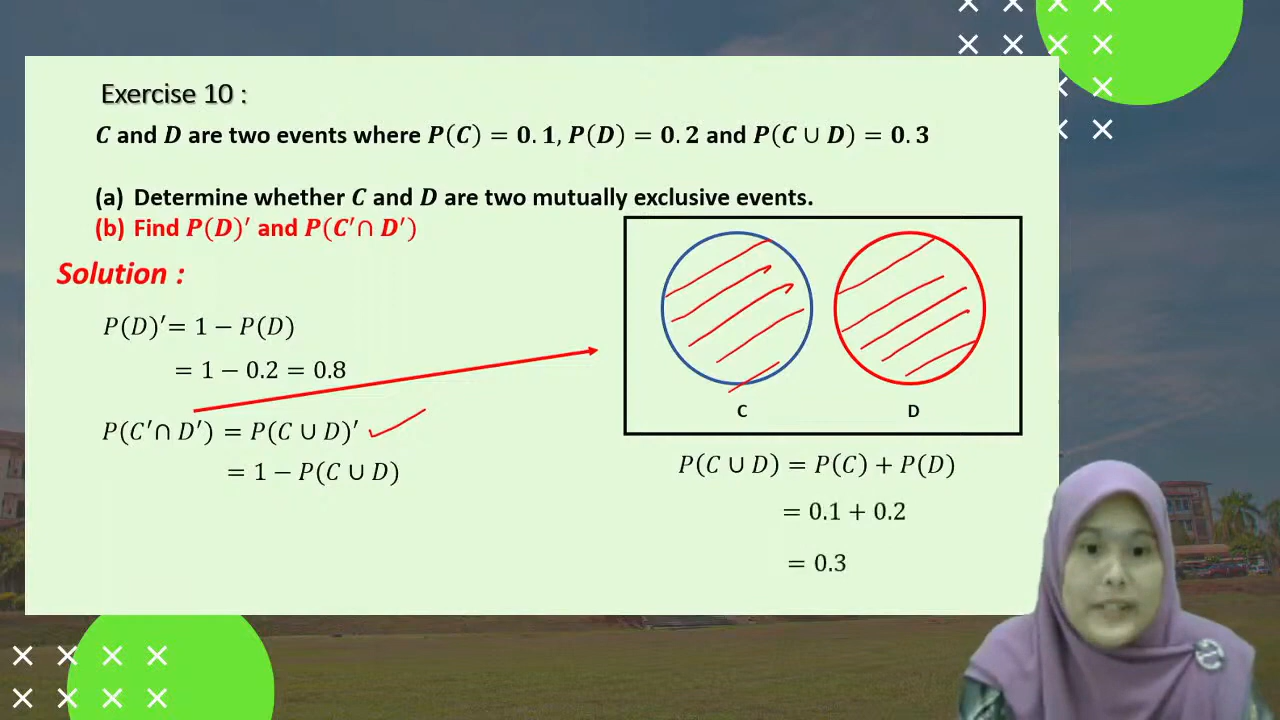 Exercise 10 :
C and D are two events where P(C) = 0.1, P(D) = 0.2 and P(C ∪ D) = 0.3
(a) Determine whether C and D are two mutually exclusive events.
(b) Find P(D)′ and P(C′∩ D′)
Solution :
P(D)′= 1 − P(D)
= 1 − 0.2 = 0.8
P(C′∩ D′) = P(C ∪ D)′
= 1 − P(C ∪ D)
C
D
P(C ∪ D) = P(C) + P(D)
= 0.1 + 0.2
= 0.3